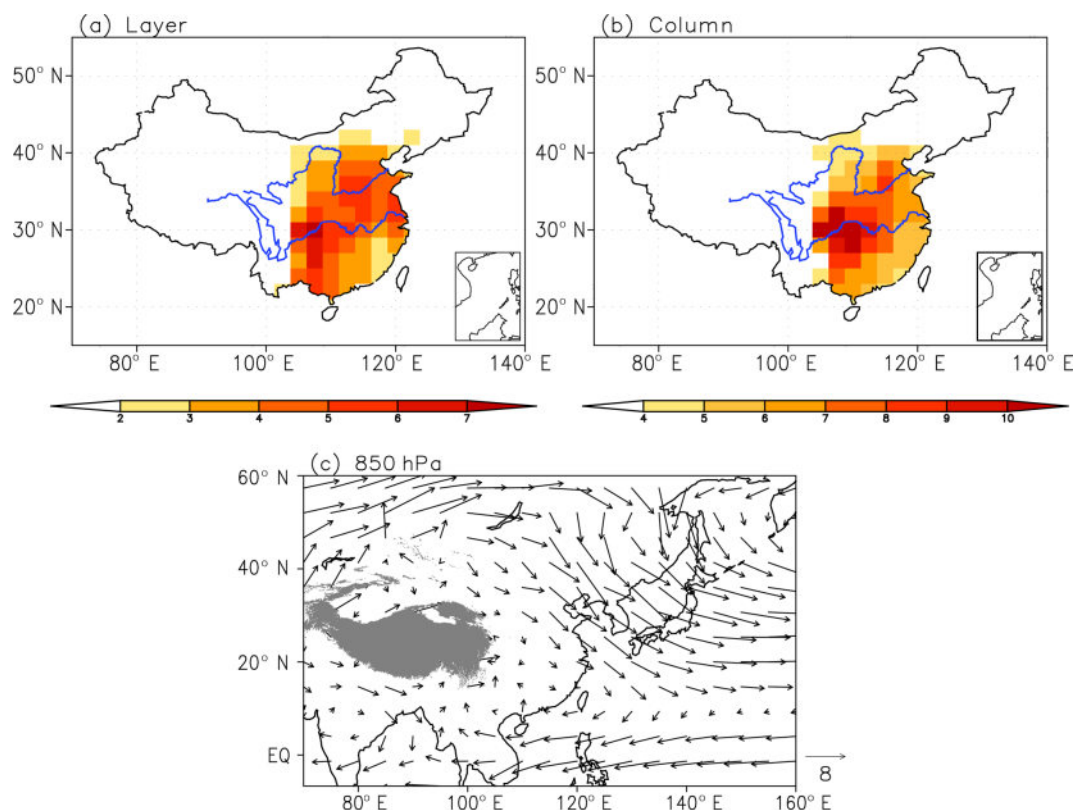 (a) Layer
50° N
40° N
30° N
20° N
80° E 100° E 120° E 140° E
2 3 4 5 6 7
(b) Column
50° N
40° N
30° N
20° N
80° E 100° E 120° E 140° E
4 5 6 7 8 9 10
(c) 850 hPa
60° N
40° N
20° N
EQ
80° E 100° E 120° E 140° E 160° E
8